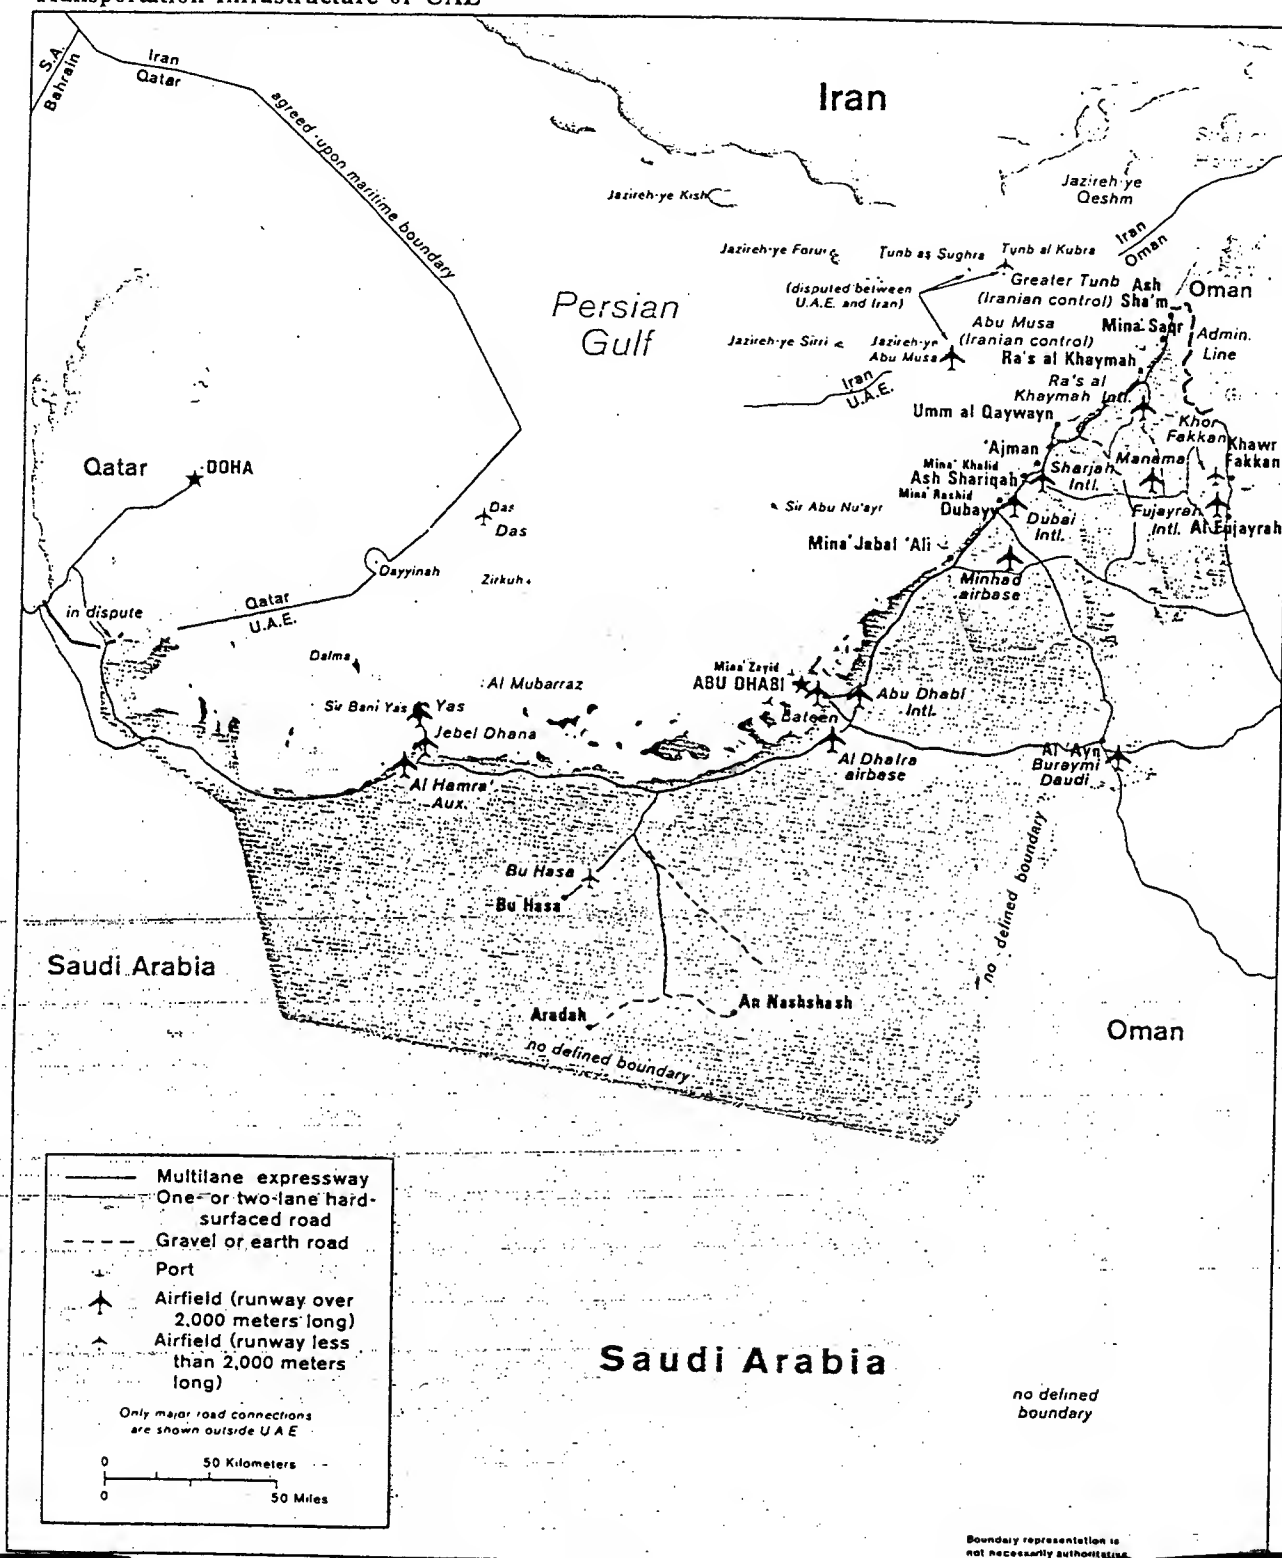 Transportation Infrastructure of UAE
S.A.
Bahrain
Iran
Qatar
agreed-upon maritime boundary
Iran
Jazireh-ye Kish
Jazireh-ye
Qeshm
Iran
Oman
Jazireh-ye Forur
Tunb as Sughra
Tunb al Kubra
(disputed between
U.A.E. and Iran)
Greater Tunb
(Iranian control)
Ash
Sha'm
Oman
Persian
Gulf
Abu Musa
(Iranian control)
Mina' Saqr
Admin.
Line
Jazireh-ye Sirri
Jazireh-ye
Abu Musa
Ra's al Khaymah
Iran
U.A.E.
Ra's al
Khaymah Intl.
Umm al Qaywayn
Khor
Fakkan
Khawr
Fakkan
'Ajman
Mina' Khalid
Ash Shariqah
Sharjah
Intl.
Manama
Mina' Rashid
Dubayy
Dubai
Intl.
Fujayrah
Intl.
Al Fujayrah
Qatar
DOHA
Das
Das
Sir Abu Nu'ayr
Mina' Jabal 'Ali
Minhad
airbase
Dayyinah
Zirkuh
in dispute
Qatar
U.A.E.
Dalma
Mina' Zayid
ABU DHABI
Al Mubarraz
Abu Dhabi
Intl.
Sir Bani Yas
Yas
Bateen
Jebel Dhana
Al Hamra'
Aux.
Al Dhafra
airbase
Al 'Ayn
Buraymi
Daudi
Bu Hasa
Bu Hasa
no defined boundary
Saudi Arabia
Aradah
An Nashshash
no defined boundary
Oman
Multilane expressway
One- or two-lane hard-
surfaced road
Gravel or earth road
Port
Airfield (runway over
2,000 meters long)
Airfield (runway less
than 2,000 meters
long)
Only major road connections
are shown outside U A E
0 50 Kilometers
0 50 Miles
Saudi Arabia
no defined
boundary
Boundary representation is
not necessarily authoritative